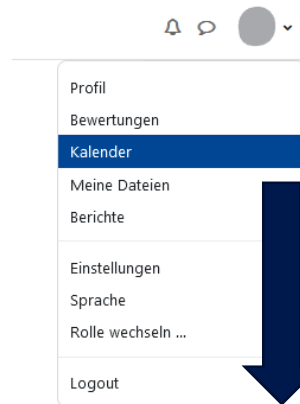 Profil
Bewertungen
Kalender
Meine Dateien
Berichte
Einstellungen
Sprache
Rolle wechseln ...
Logout